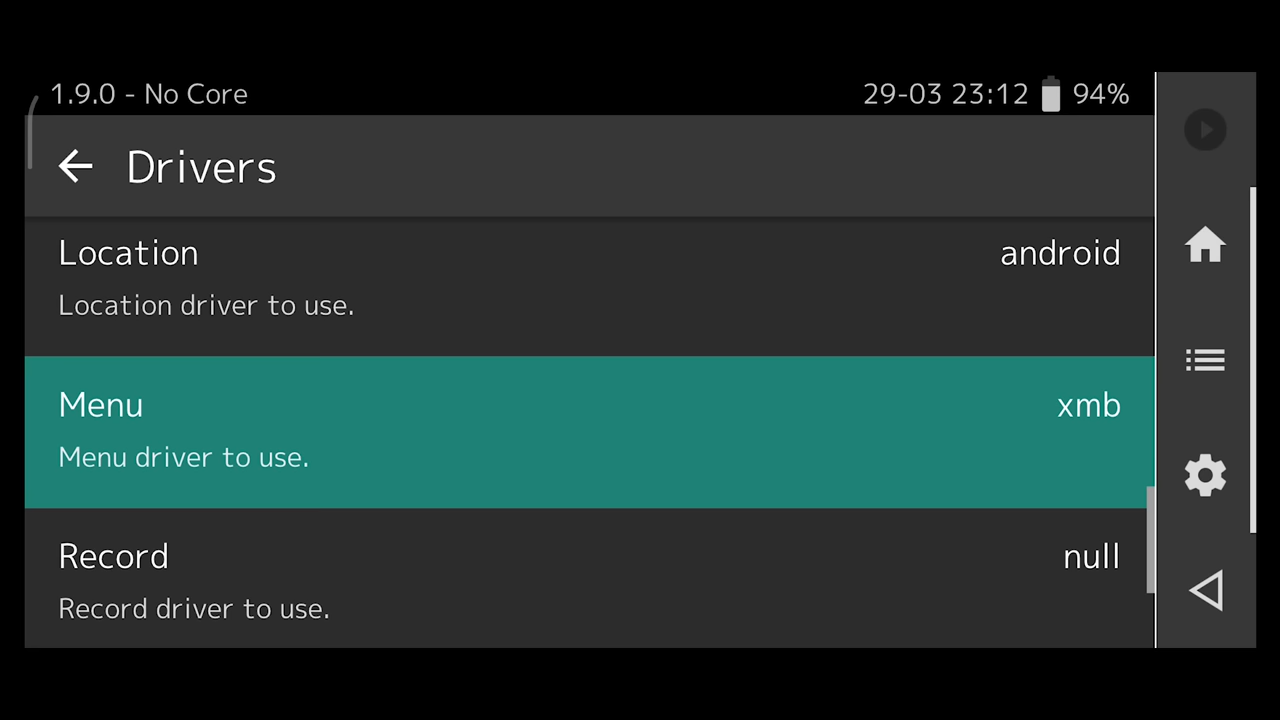 1.9.0 - No Core
29-03 23:12 94%
Drivers
Location android
Location driver to use.
Menu xmb
Menu driver to use.
Record null
Record driver to use.